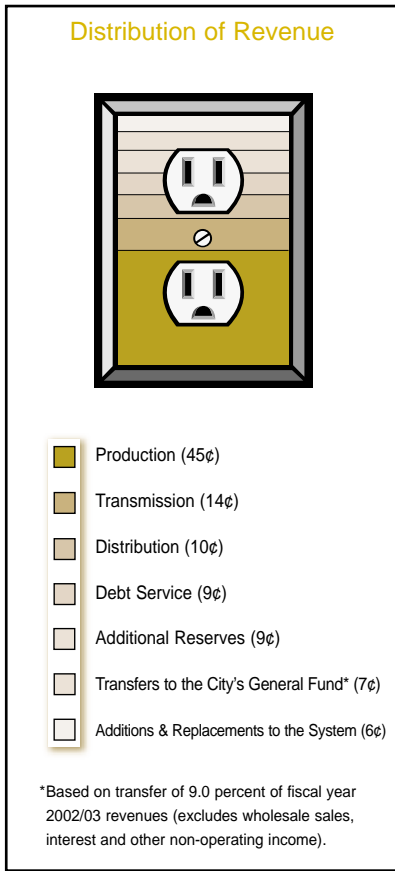 Distribution of Revenue
Production (45¢)
Transmission (14¢)
Distribution (10¢)
Debt Service (9¢)
Additional Reserves (9¢)
Transfers to the City's General Fund* (7¢)
Additions & Replacements to the System (6¢)
*Based on transfer of 9.0 percent of fiscal year
2002/03 revenues (excludes wholesale sales,
interest and other non-operating income).